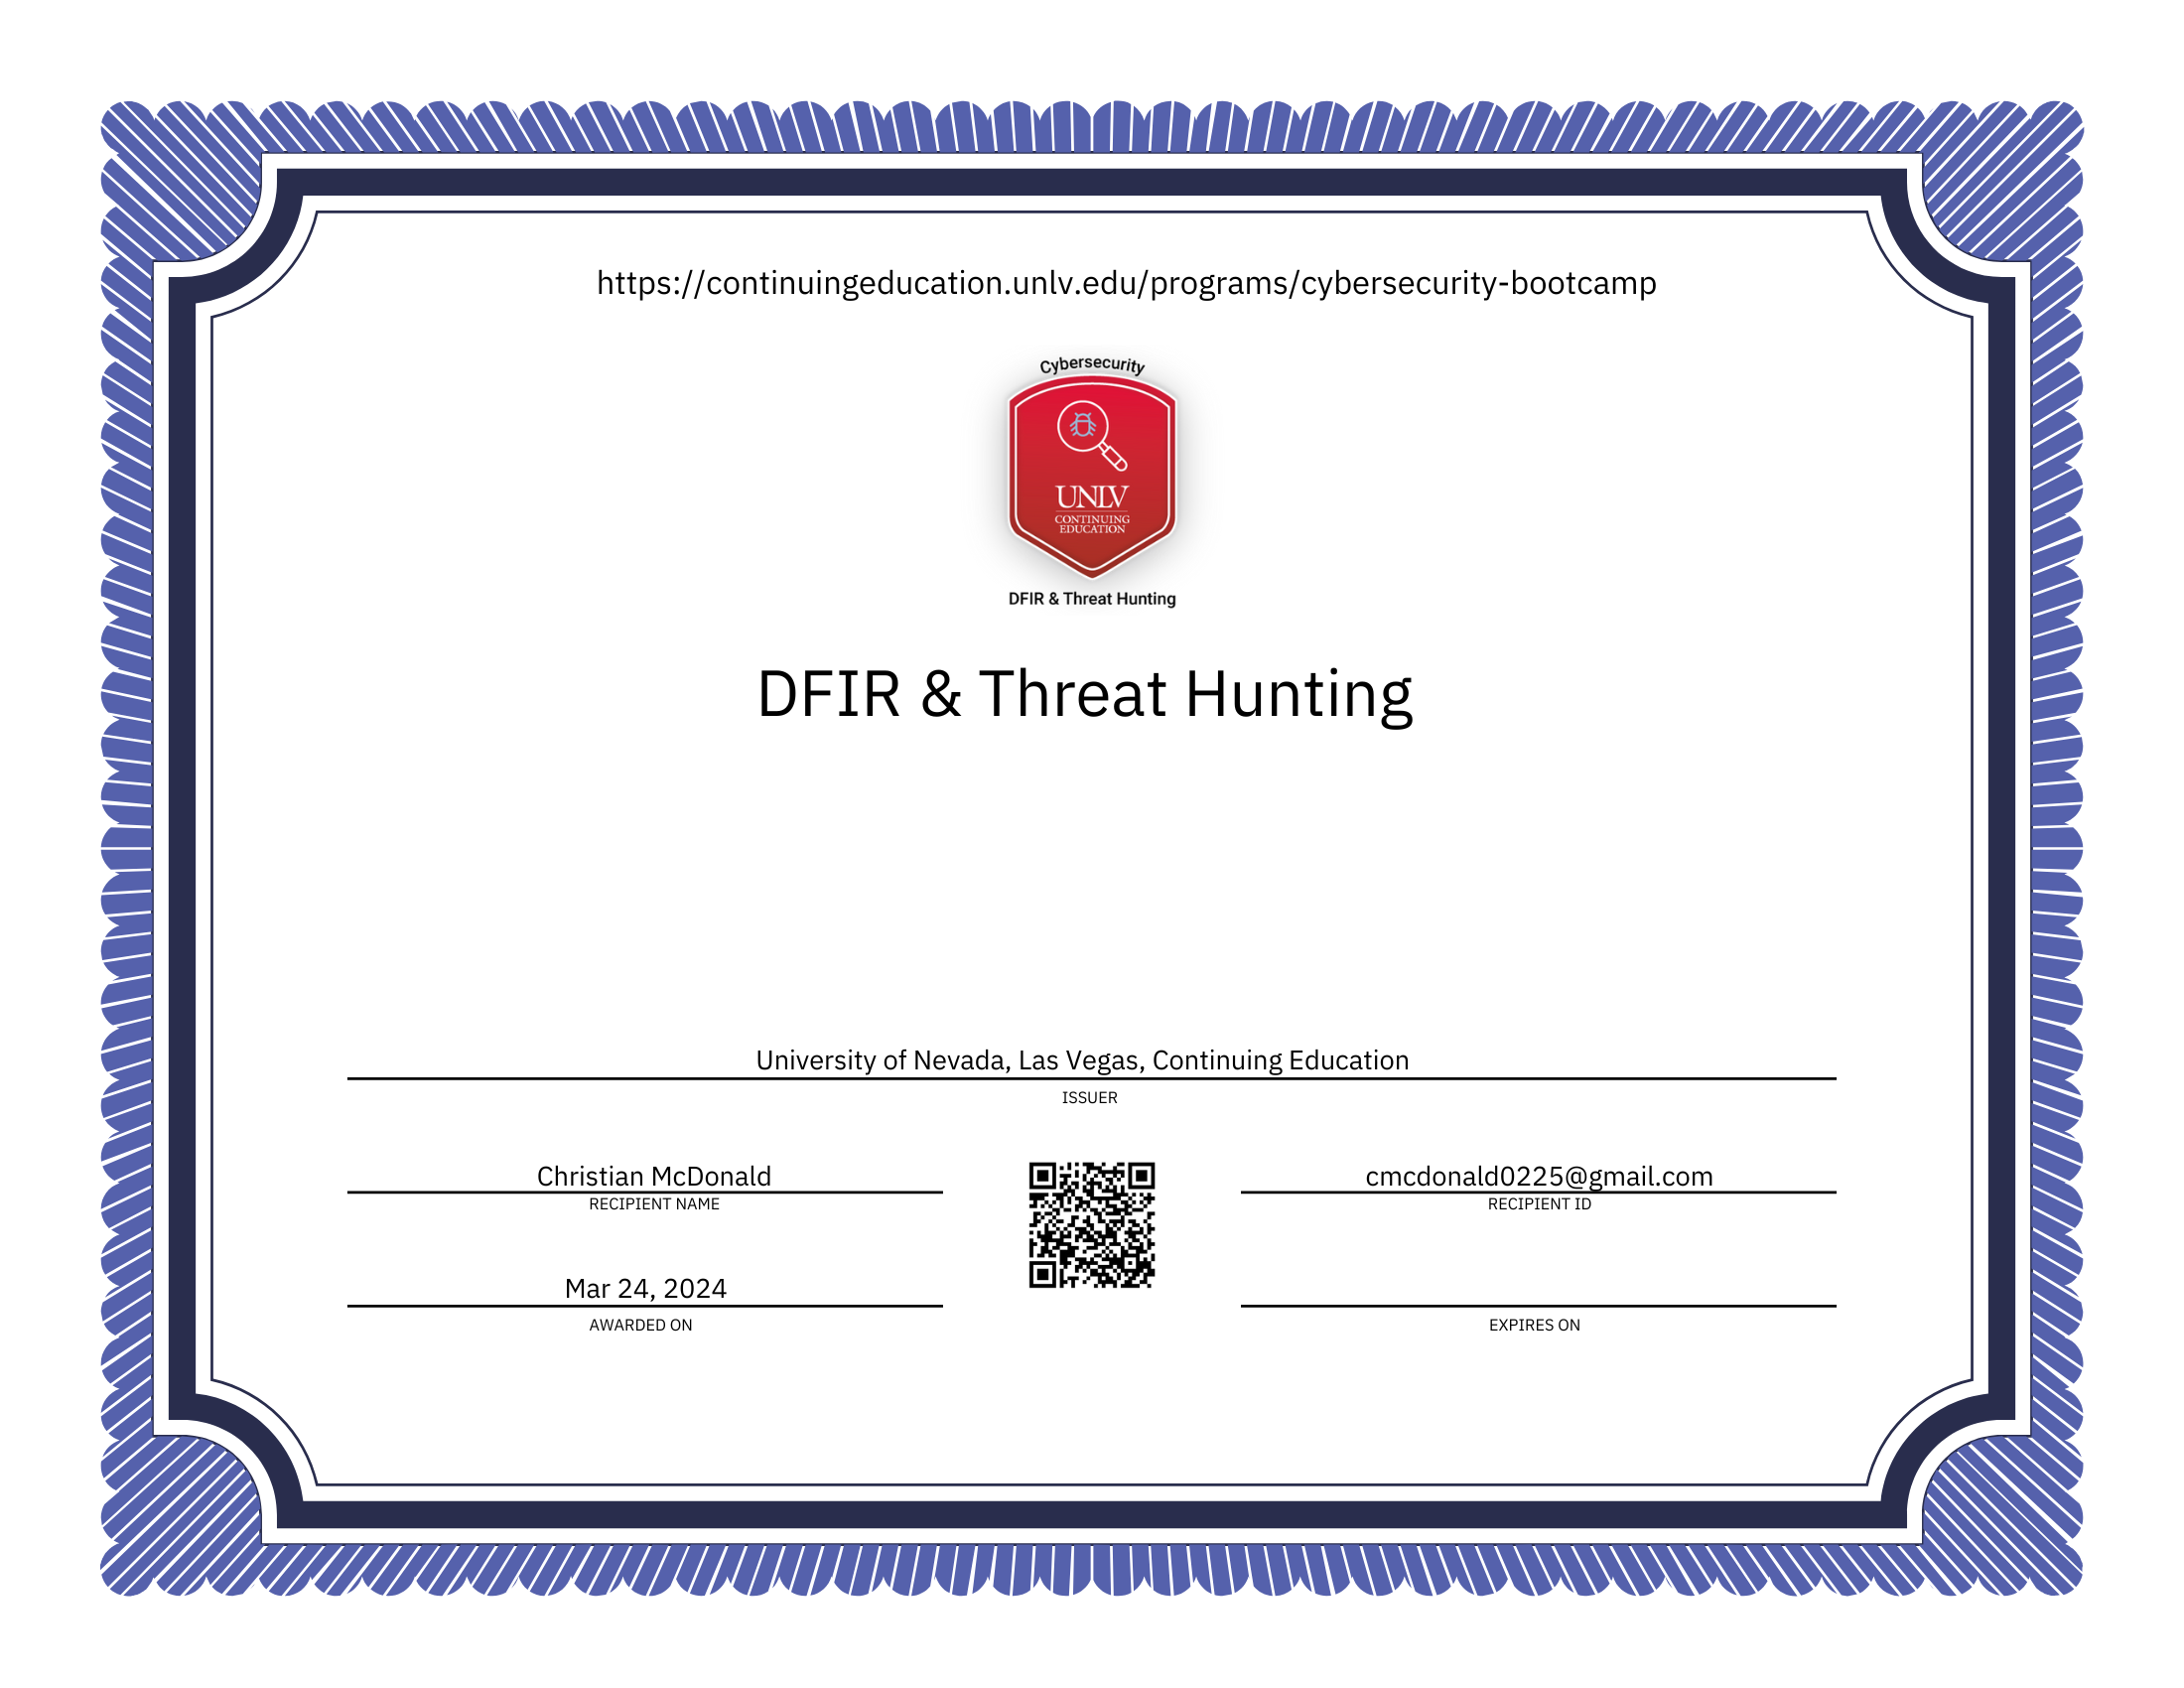 https://continuingeducation.unlv.edu/programs/cybersecurity-bootcamp
Cybersecurity
UNLV
CONTINUING
EDUCATION
DFIR & Threat Hunting
DFIR & Threat Hunting
University of Nevada, Las Vegas, Continuing Education
ISSUER
Christian McDonald
RECIPIENT NAME
cmcdonald0225@gmail.com
RECIPIENT ID
Mar 24, 2024
AWARDED ON
EXPIRES ON